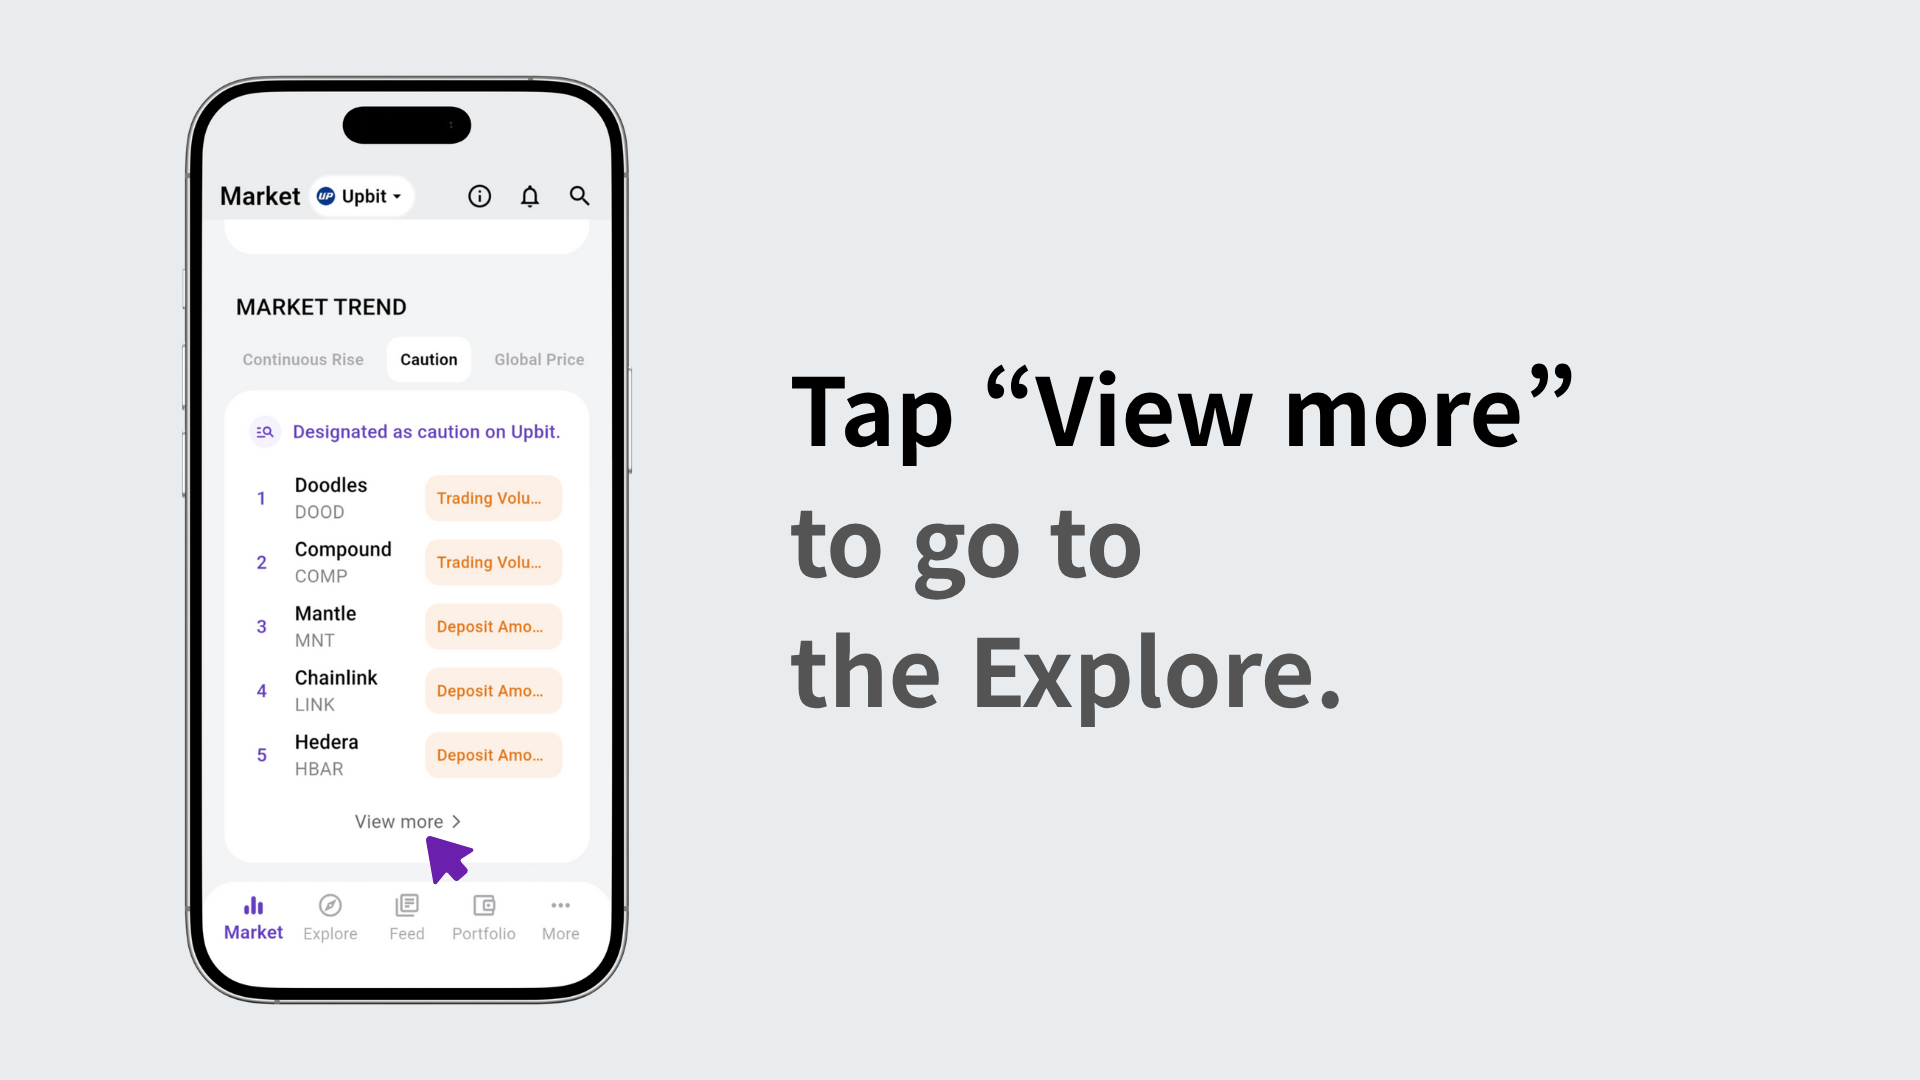 Market UP Upbit
MARKET TREND
Continuous Rise Caution Global Price
Designated as caution on Upbit.
1 Doodles Trading Volu...
DOOD
2 Compound Trading Volu...
COMP
3 Mantle Deposit Amo...
MNT
4 Chainlink Deposit Amo...
LINK
5 Hedera Deposit Amo...
HBAR
View more >
Market Explore Feed Portfolio More
Tap “View more”
to go to
the Explore.